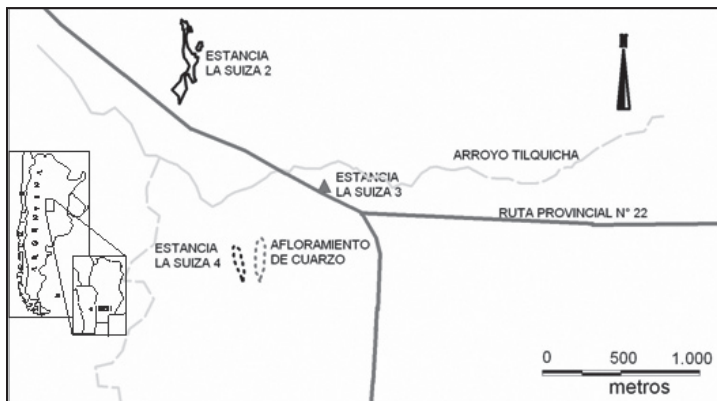 ESTANCIA
LA SUIZA 2
N
ARROYO TILQUICHA
ESTANCIA
LA SUIZA 3
RUTA PROVINCIAL N° 22
ESTANCIA
LA SUIZA 4
AFLORAMIENTO
DE CUARZO
ARGENTINA
0 500 1.000
metros